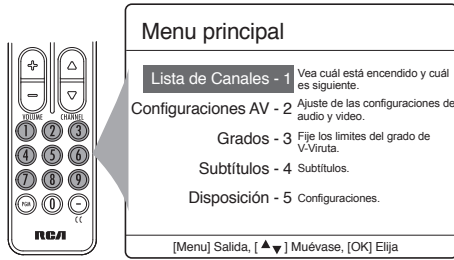 Menu principal
Lista de Canales - 1 Vea cuál está encendido y cuál
es siguiente.
Configuraciones AV - 2 Ajuste de las configuraciones de
audio y video.
Grados - 3 Fije los limites del grado de
V-Viruta.
Subtítulos - 4 Subtítulos.
Disposición - 5 Configuraciones.
[Menu] Salida, [ ▲▼ ] Muévase, [OK] Elija
+ △
– ▽
VOLUME CHANNEL
1 2 3
4 5 6
7 8 9
PGM 0 –
CC
RCA